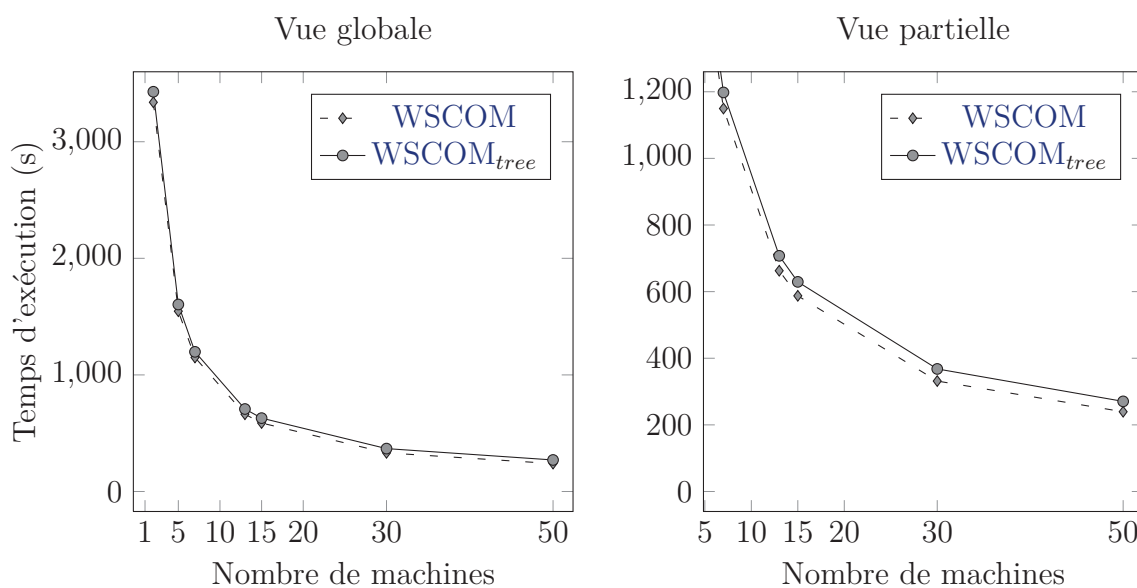 Vue globale
Vue partielle
WSCOM
WSCOM_tree
3,000
2,000
1,000
0
1 5 10 15 20 30 50
Temps d'exécution (s)
Nombre de machines
WSCOM
WSCOM_tree
1,200
1,000
800
600
400
200
0
5 10 15 20 30 50
Nombre de machines